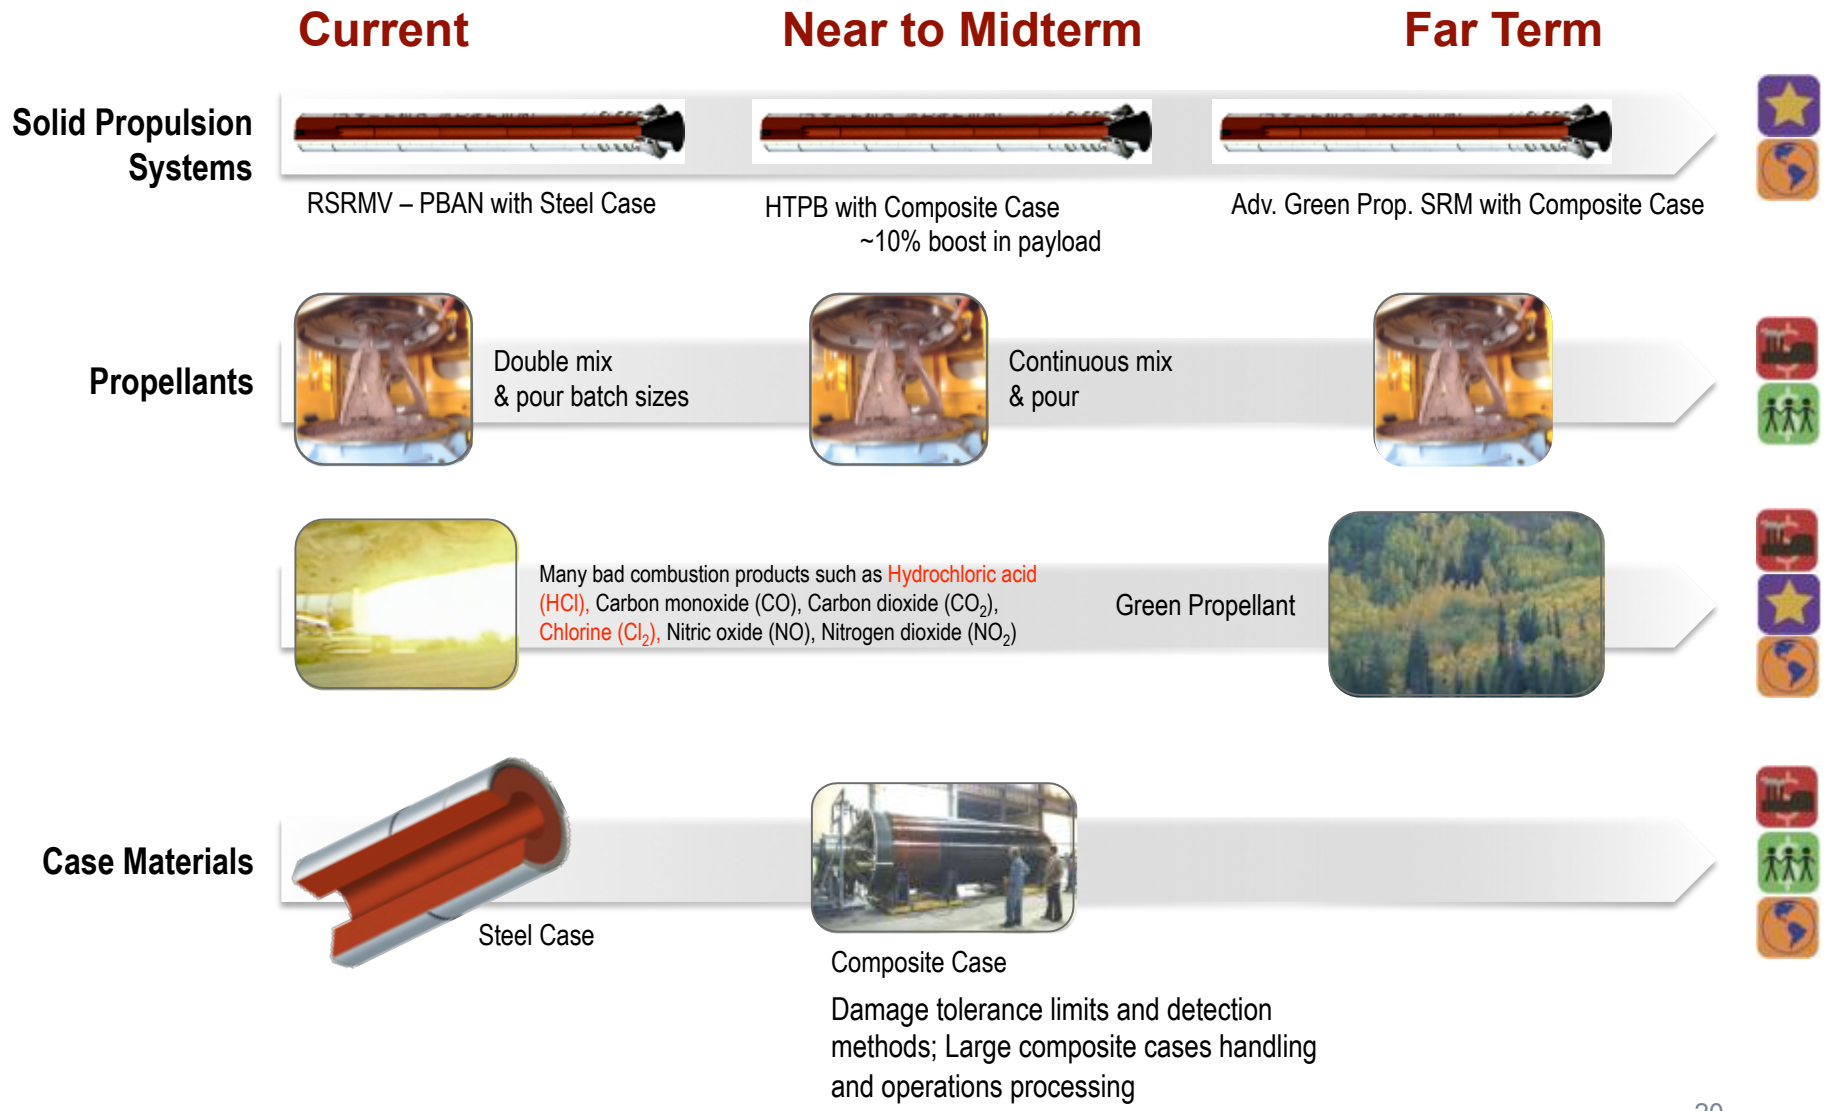 Current
Near to Midterm
Far Term
Solid Propulsion
Systems
RSRMV – PBAN with Steel Case
HTPB with Composite Case
~10% boost in payload
Adv. Green Prop. SRM with Composite Case
Propellants
Double mix
& pour batch sizes
Continuous mix
& pour
Many bad combustion products such as Hydrochloric acid
(HCl), Carbon monoxide (CO), Carbon dioxide (CO₂),
Chlorine (Cl₂), Nitric oxide (NO), Nitrogen dioxide (NO₂)
Green Propellant
Case Materials
Steel Case
Composite Case
Damage tolerance limits and detection
methods; Large composite cases handling
and operations processing